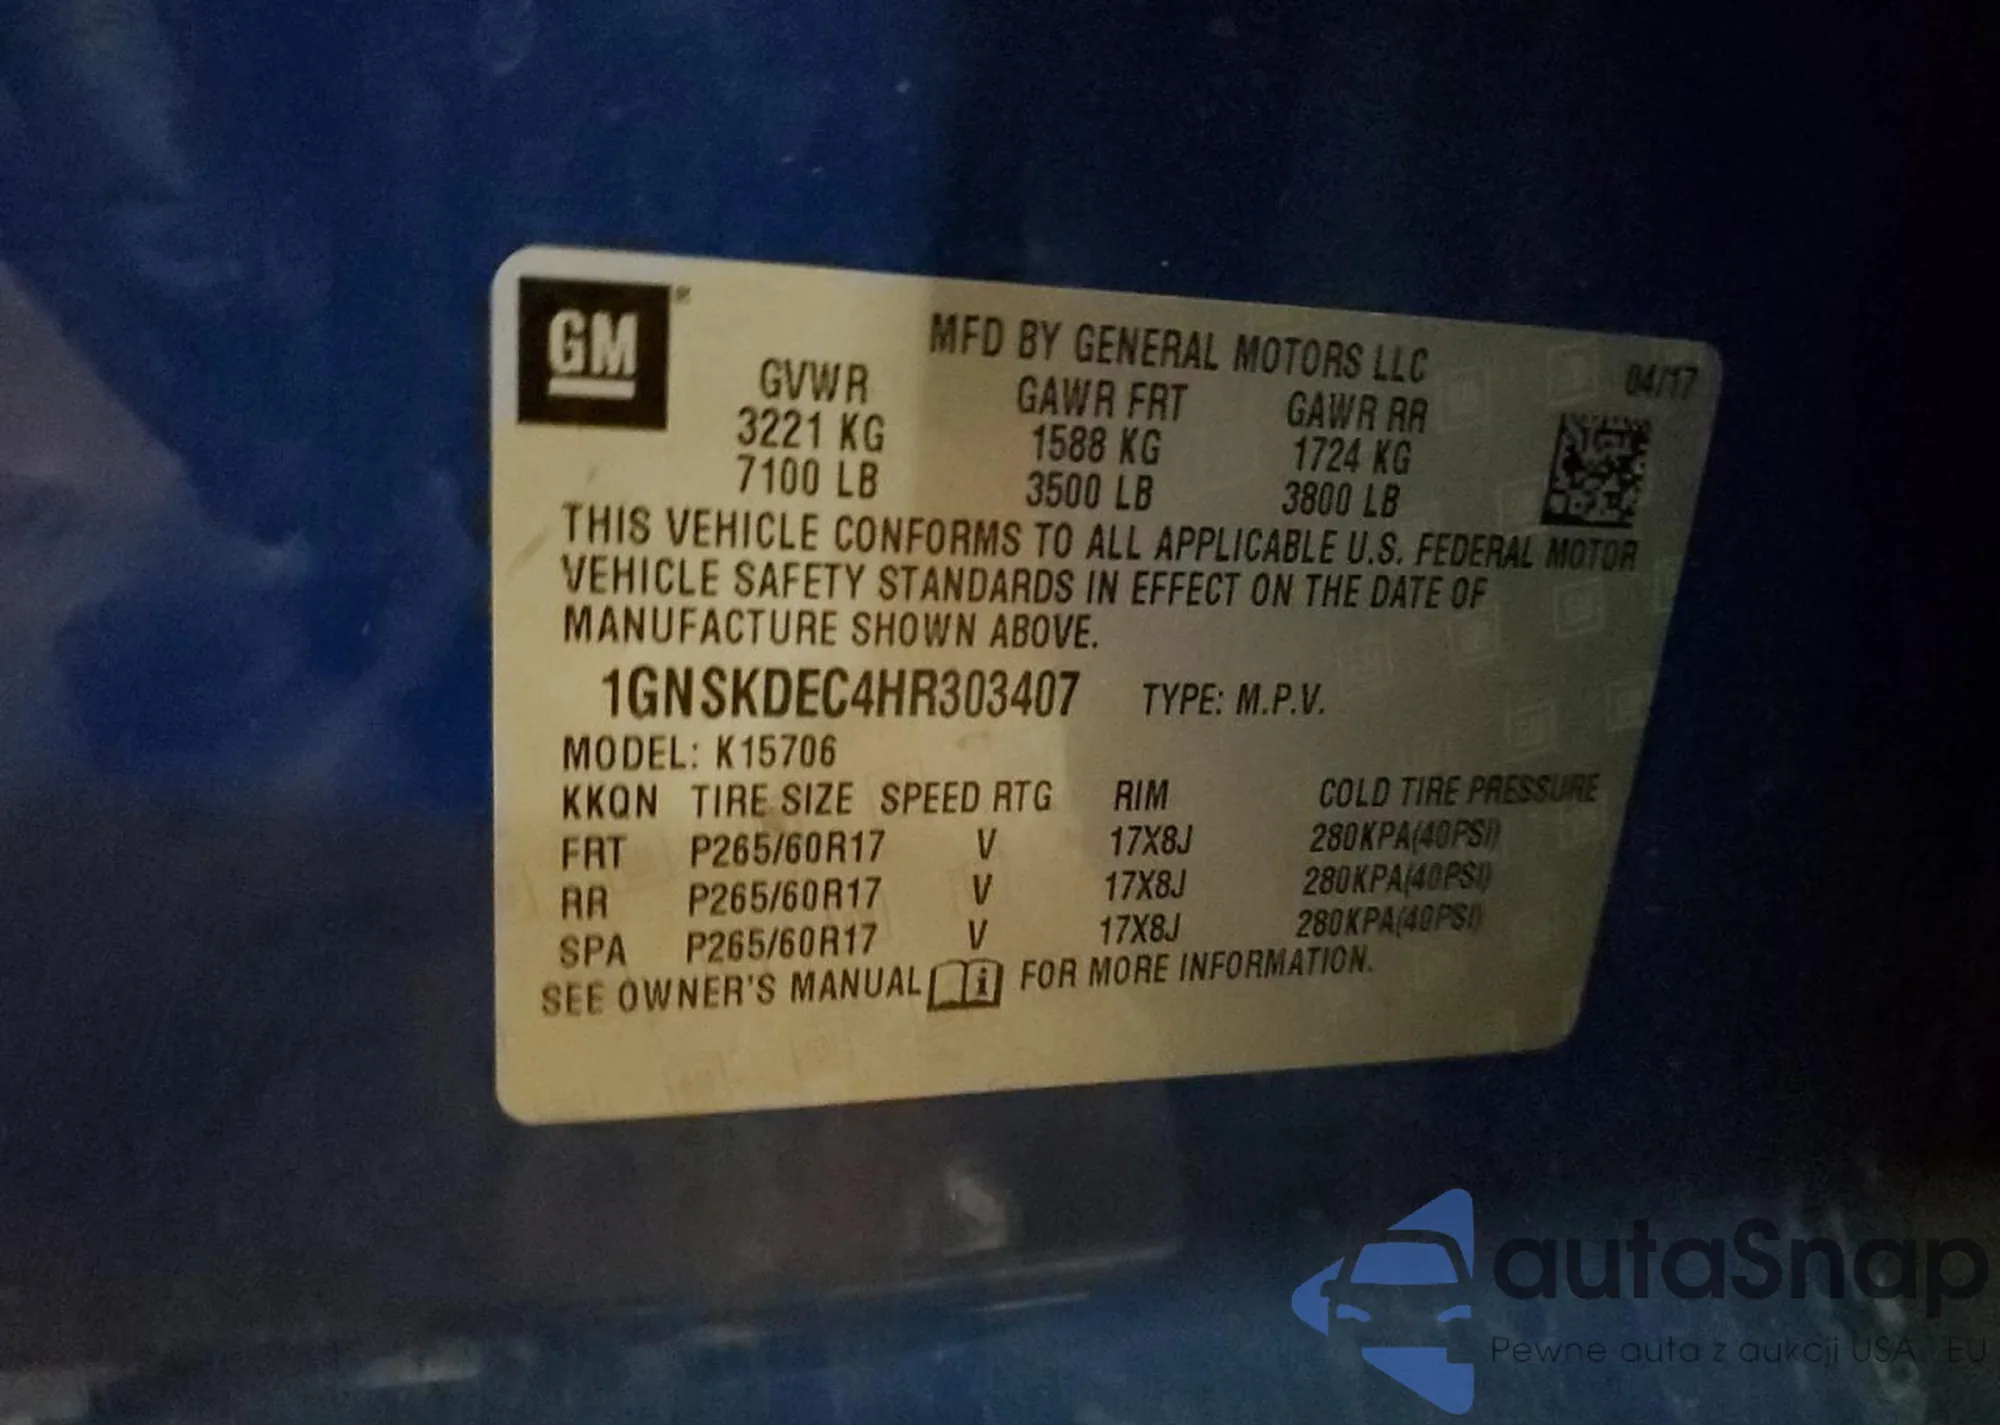 GM
MFD BY GENERAL MOTORS LLC 04/17
GVWR GAWR FRT GAWR RR
3221 KG 1588 KG 1724 KG
7100 LB 3500 LB 3800 LB
THIS VEHICLE CONFORMS TO ALL APPLICABLE U.S. FEDERAL MOTOR
VEHICLE SAFETY STANDARDS IN EFFECT ON THE DATE OF
MANUFACTURE SHOWN ABOVE.
1GNSKDEC4HR303407 TYPE: M.P.V.
MODEL: K15706
KKQN TIRE SIZE SPEED RTG RIM COLD TIRE PRESSURE
FRT P265/60R17 V 17X8J 280KPA(40PSI)
RR P265/60R17 V 17X8J 280KPA(40PSI)
SPA P265/60R17 V 17X8J 280KPA(40PSI)
SEE OWNER'S MANUAL i FOR MORE INFORMATION.
autaSnap
Pewne auta z aukcji USA i EU